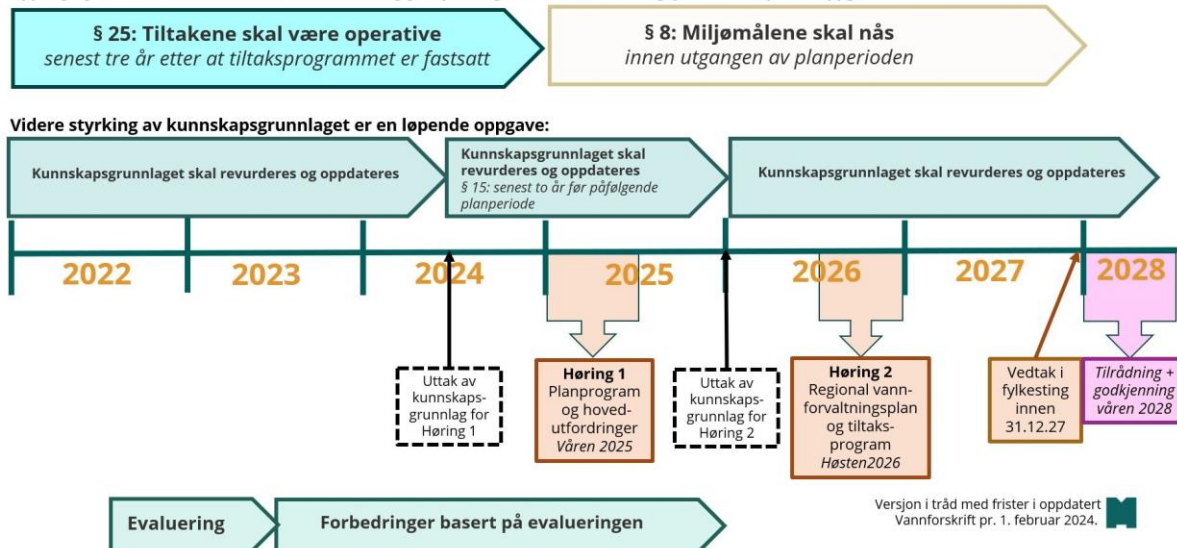 § 25: Tiltakene skal være operative
senest tre år etter at tiltaksprogrammet er fastsatt
§ 8: Miljømålene skal nås
innen utgangen av planperioden
Videre styrking av kunnskapsgrunnlaget er en løpende oppgave:
Kunnskapsgrunnlaget skal revurderes og oppdateres
Kunnskapsgrunnlaget skal
revurderes og oppdateres
§ 15: senest to år før påfølgende
planperiode
Kunnskapsgrunnlaget skal revurderes og oppdateres
2022
2023
2024
2025
2026
2027
2028
Uttak av
kunnskaps-
grunnlag for
Høring 1
Høring 1
Planprogram
og hoved-
utfordringer
Våren 2025
Uttak av
kunnskaps-
grunnlag for
Høring 2
Høring 2
Regional vann-
forvaltningsplan
og tiltaks-
program
Høsten2026
Vedtak i
fylkesting
innen
31.12.27
Tilrådning +
godkjenning
våren 2028
Evaluering
Forbedringer basert på evalueringen
Versjon i tråd med frister i oppdatert
Vannforskrift pr. 1. februar 2024.